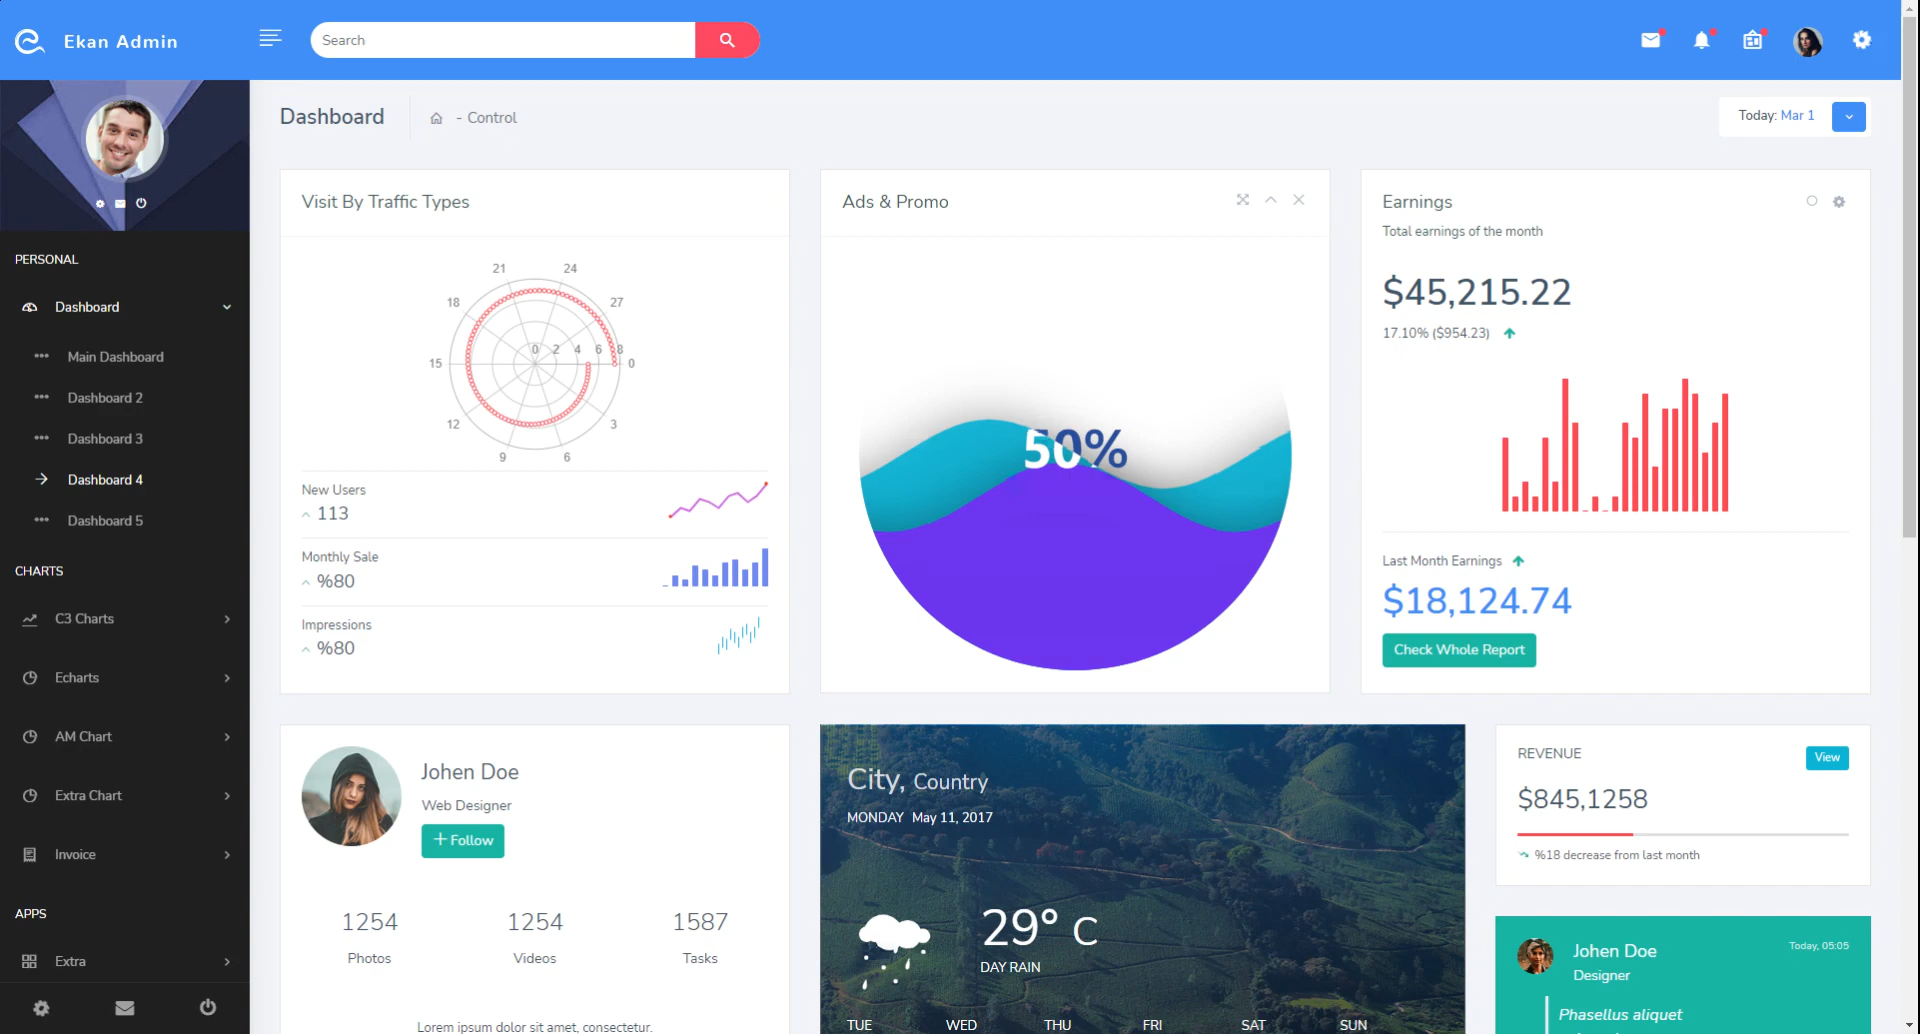 Ekan Admin
Search
Dashboard
- Control
Today: Mar 1
PERSONAL
Dashboard
Main Dashboard
Dashboard 2
Dashboard 3
Dashboard 4
Dashboard 5
CHARTS
C3 Charts
Echarts
AM Chart
Extra Chart
Invoice
APPS
Extra
Visit By Traffic Types
21
24
18
27
15
0 2 4 6 8
0
12
3
9
6
New Users
113
Monthly Sale
%80
Impressions
%80
Ads & Promo
50%
Earnings
Total earnings of the month
$45,215.22
17.10% ($954.23)
Last Month Earnings
$18,124.74
Check Whole Report
Johen Doe
Web Designer
+ Follow
1254
Photos
1254
Videos
1587
Tasks
Lorem ipsum dolor sit amet, consectetur.
City, Country
MONDAY May 11, 2017
29° C
DAY RAIN
TUE WED THU FRI SAT SUN
REVENUE
View
$845,1258
%18 decrease from last month
Johen Doe
Today, 05:05
Designer
Phasellus aliquet